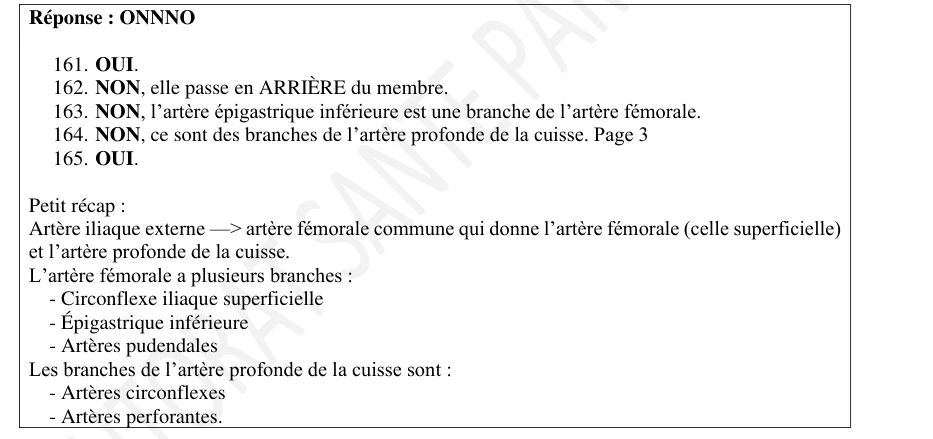 Réponse : ONNNO
161. OUI.
162. NON, elle passe en ARRIÈRE du membre.
163. NON, l’artère épigastrique inférieure est une branche de l’artère fémorale.
164. NON, ce sont des branches de l’artère profonde de la cuisse. Page 3
165. OUI.
Petit récap :
Artère iliaque externe —> artère fémorale commune qui donne l’artère fémorale (celle superficielle)
et l’artère profonde de la cuisse.
L’artère fémorale a plusieurs branches :
- Circonflexe iliaque superficielle
- Épigastrique inférieure
- Artères pudendales
Les branches de l’artère profonde de la cuisse sont :
- Artères circonflexes
- Artères perforantes.